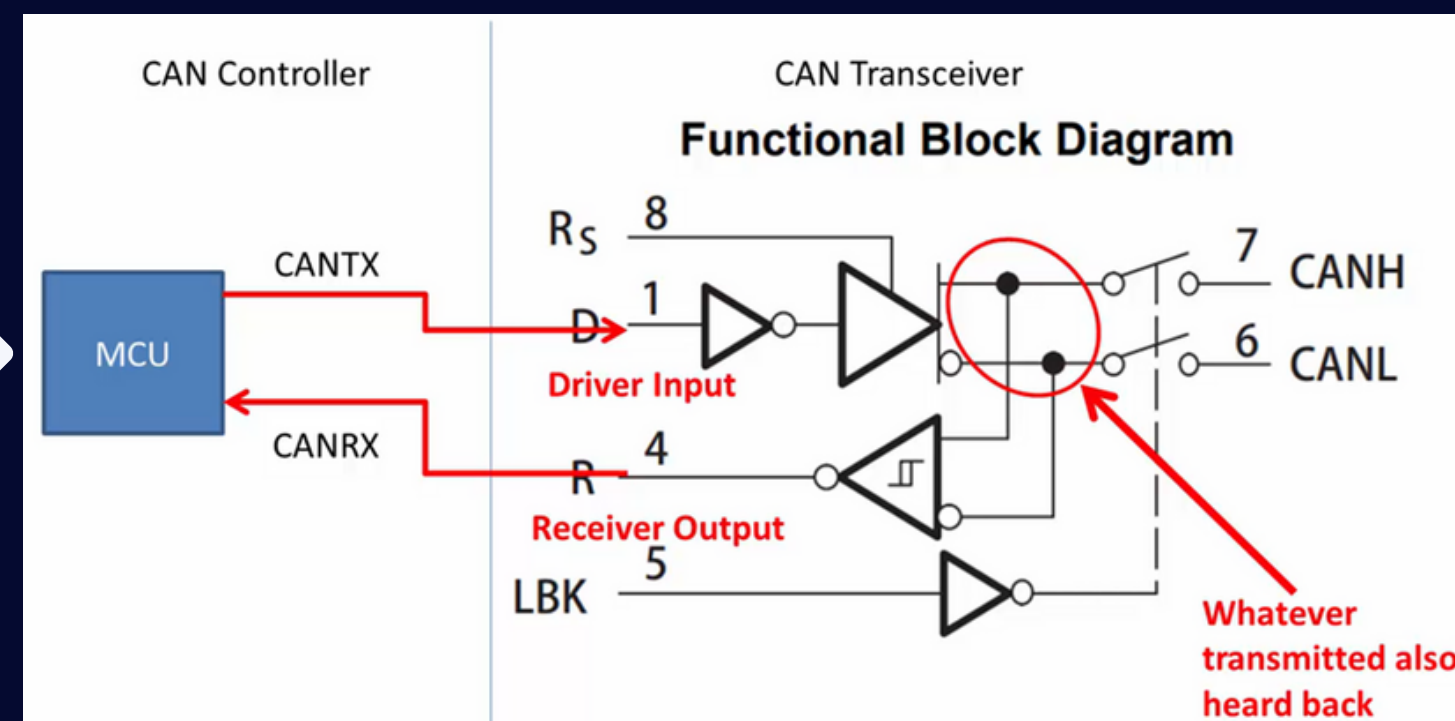 CAN Controller
CAN Transceiver
Functional Block Diagram
RS
8
7
CANH
CANTX
D
1
6
CANL
MCU
Driver Input
CANRX
R
4
Receiver Output
5
LBK
Whatever
transmitted also
heard back